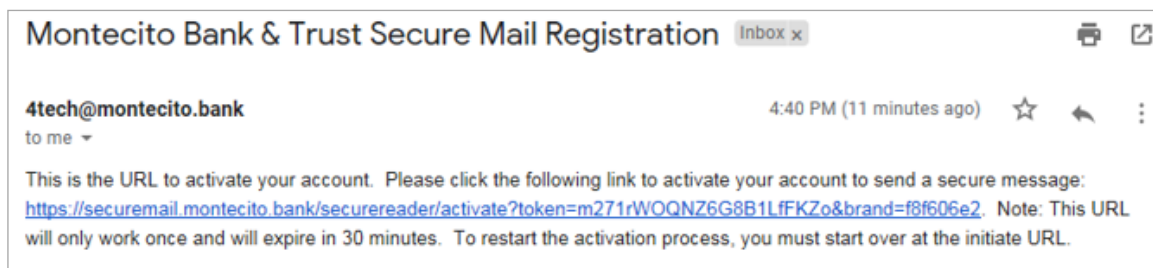 Montecito Bank & Trust Secure Mail Registration Inbox x
4tech@montecito.bank 4:40 PM (11 minutes ago)
to me
This is the URL to activate your account.  Please click the following link to activate your account to send a secure message:
https://securemail.montecito.bank/securereader/activate?token=m271rWOQNZ6G8B1LfFKZo&brand=f8f606e2.  Note: This URL
will only work once and will expire in 30 minutes.  To restart the activation process, you must start over at the initiate URL.